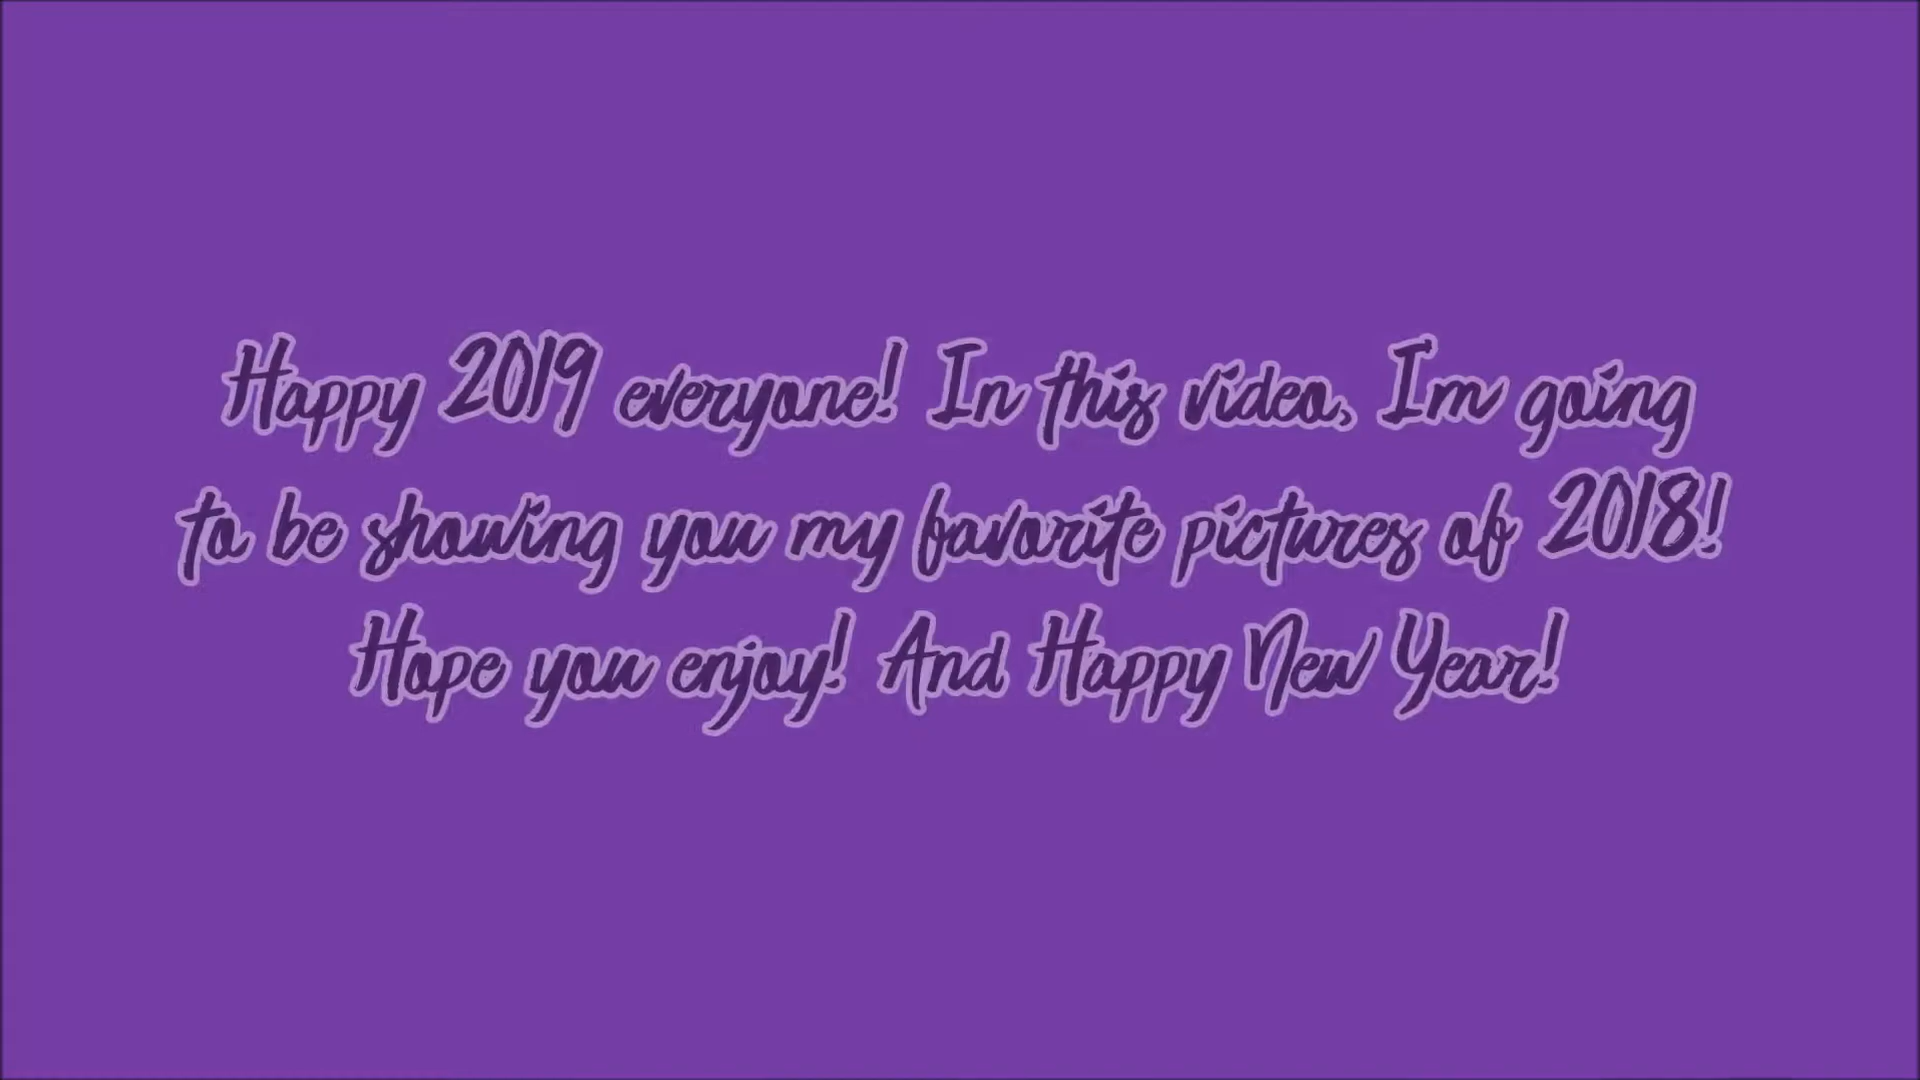 Happy 2019 everyone! In this video, Im going
to be showing you my favorite pictures of 2018!
Hope you enjoy! And Happy New Year!